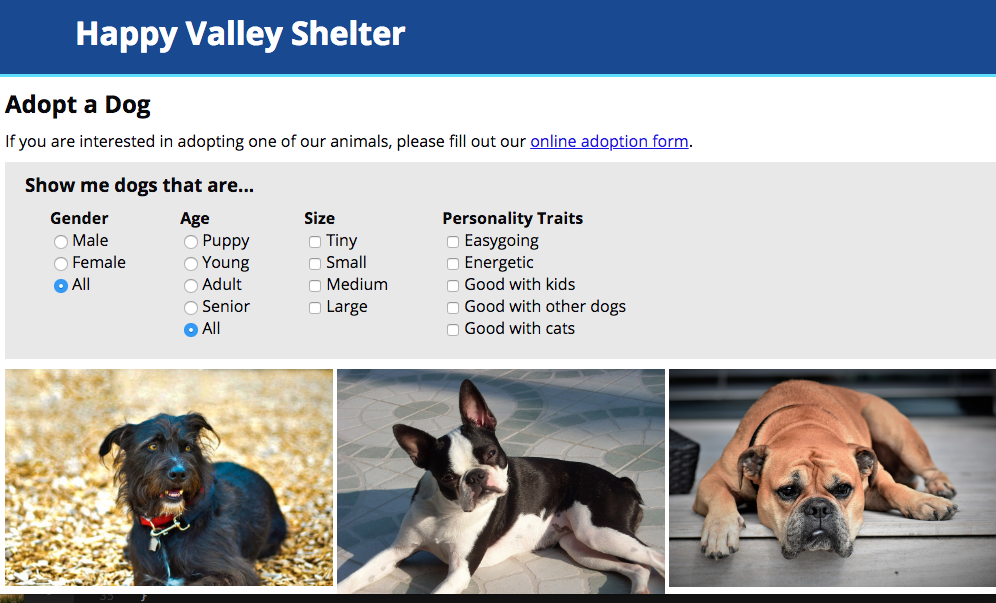 Happy Valley Shelter
Adopt a Dog
If you are interested in adopting one of our animals, please fill out our online adoption form.
Show me dogs that are...
Gender
Male
Female
All
Age
Puppy
Young
Adult
Senior
All
Size
Tiny
Small
Medium
Large
Personality Traits
Easygoing
Energetic
Good with kids
Good with other dogs
Good with cats
35 }